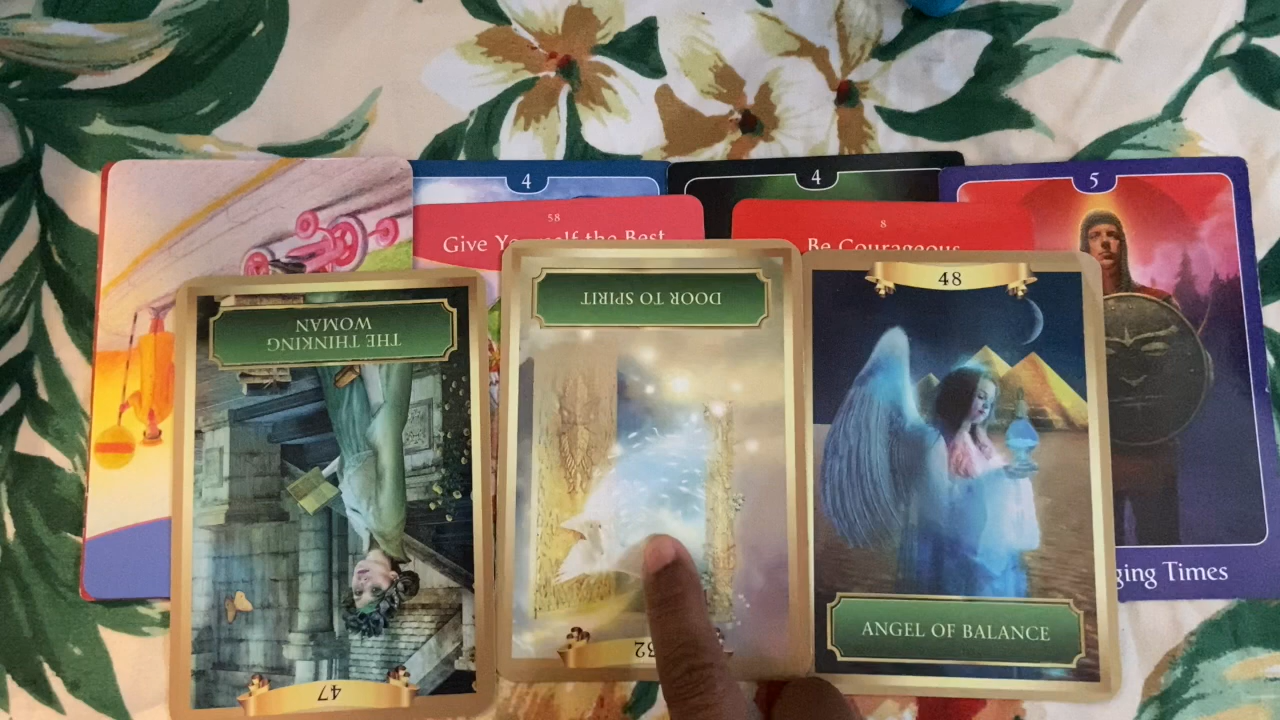 4
4
5
58
Give Yourself the Best
8
Be Courageous
48
DOOR TO SPIRIT
THE THINKING
WOMAN
ging Times
ANGEL OF BALANCE
32
47